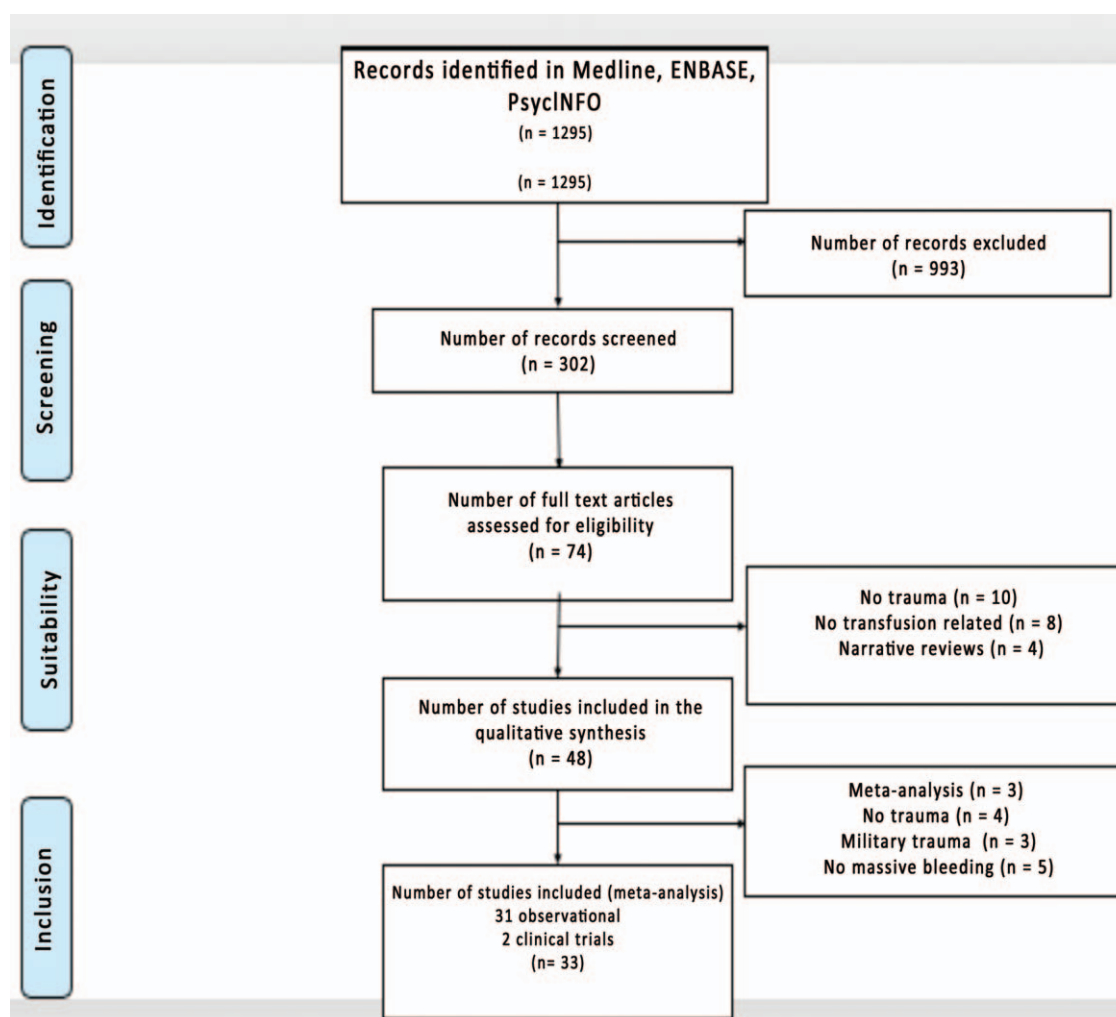 Identification
Records identified in Medline, ENBASE,
PsycINFO
(n = 1295)
(n = 1295)
Number of records excluded
(n = 993)
Screening
Number of records screened
(n = 302)
Number of full text articles
assessed for eligibility
(n = 74)
Suitability
No trauma (n = 10)
No transfusion related (n = 8)
Narrative reviews (n = 4)
Number of studies included in the
qualitative synthesis
(n = 48)
Inclusion
Meta-analysis (n = 3)
No trauma (n = 4)
Military trauma (n = 3)
No massive bleeding (n = 5)
Number of studies included (meta-analysis)
31 observational
2 clinical trials
(n= 33)